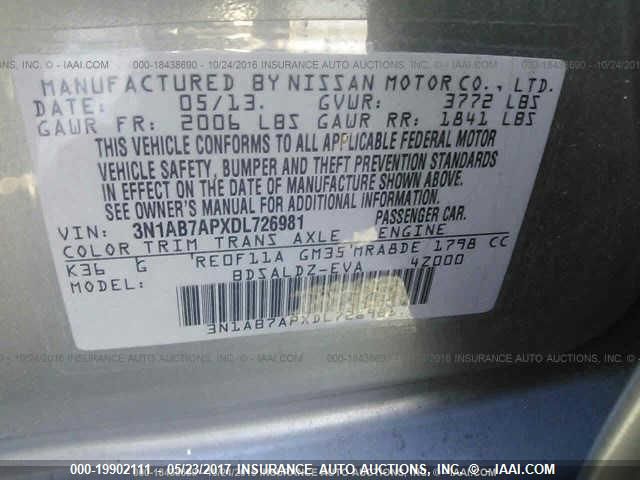 MANUFACTURED BY NISSAN MOTOR CO., LTD.
DATE: 05/13. GVWR: 3772 LBS
GAWR FR: 2006 LBS GAWR RR: 1841 LBS
THIS VEHICLE CONFORMS TO ALL APPLICABLE FEDERAL MOTOR
VEHICLE SAFETY, BUMPER AND THEFT PREVENTION STANDARDS
IN EFFECT ON THE DATE OF MANUFACTURE SHOWN ABOVE.
SEE OWNER'S MANUAL FOR ADDITIONAL INFORMATION.
VIN: 3N1AB7APXDL726981 PASSENGER CAR.
COLOR TRIM TRANS AXLE ENGINE
K36 G RE0F11A GM35 MRA8DE 1798 CC
MODEL: BDSALDZ-EVA 42000
3N1AB7APXDL726981
000-19902111 - 05/23/2017 INSURANCE AUTO AUCTIONS, INC. - © - IAAI.COM